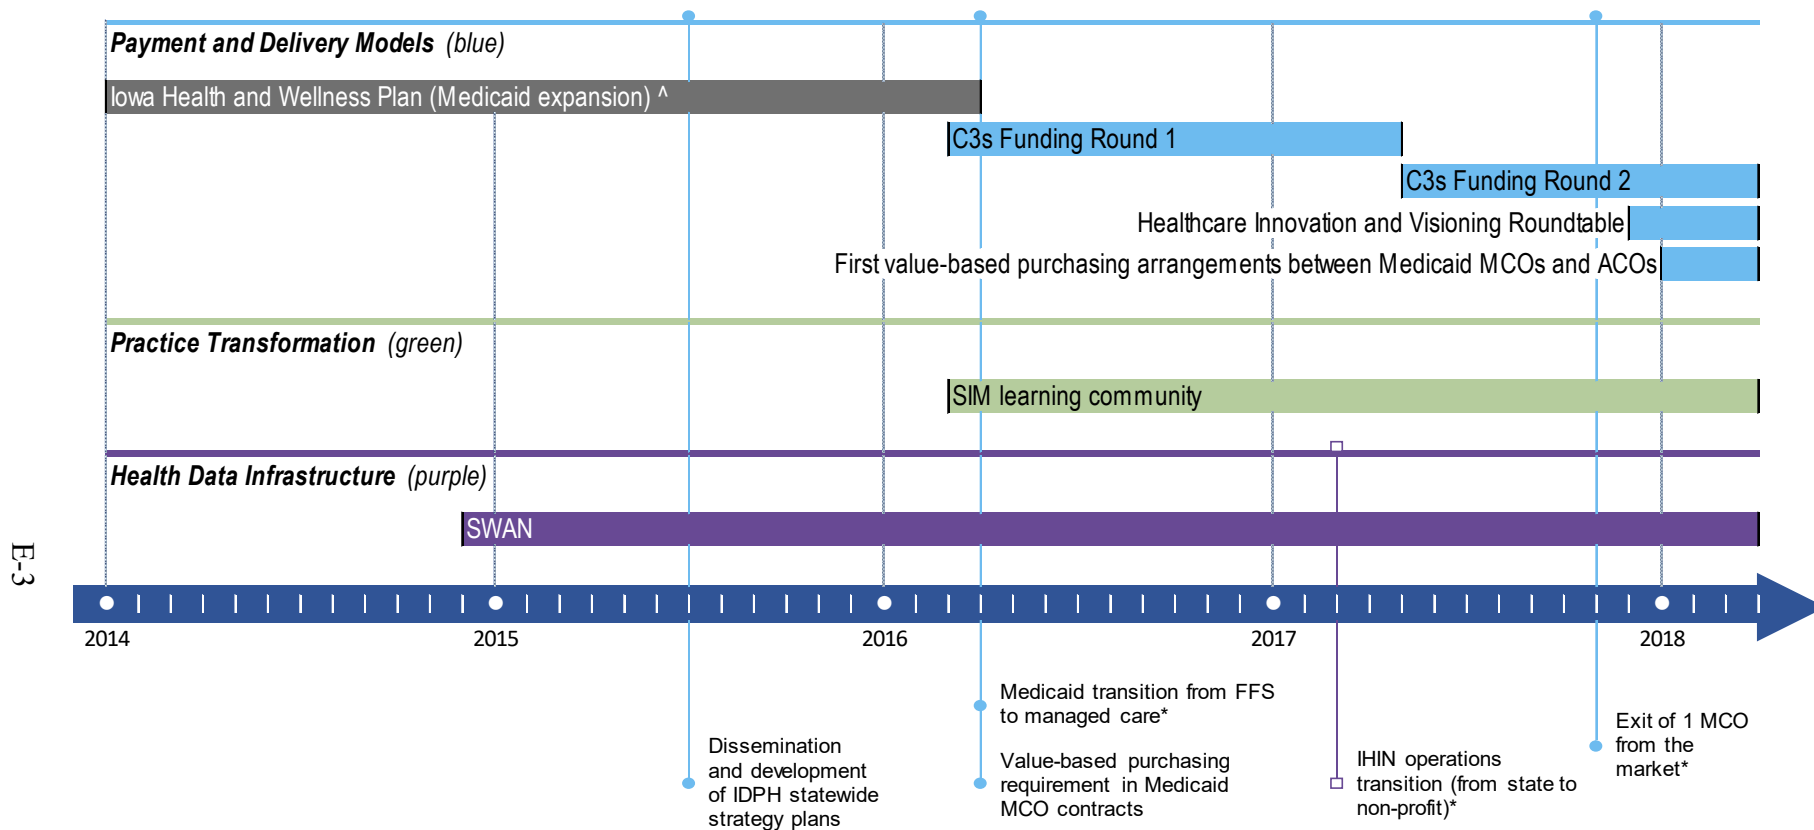 Payment and Delivery Models (blue)
Iowa Health and Wellness Plan (Medicaid expansion) ^
C3s Funding Round 1
C3s Funding Round 2
Healthcare Innovation and Visioning Roundtable
First value-based purchasing arrangements between Medicaid MCOs and ACOs
Practice Transformation (green)
SIM learning community
Health Data Infrastructure (purple)
SWAN
E-3
2014
2015
2016
2017
2018
Dissemination
and development
of IDPH statewide
strategy plans
Medicaid transition from FFS
to managed care*
Value-based purchasing
requirement in Medicaid
MCO contracts
IHIN operations
transition (from state to
non-profit)*
Exit of 1 MCO
from the
market*